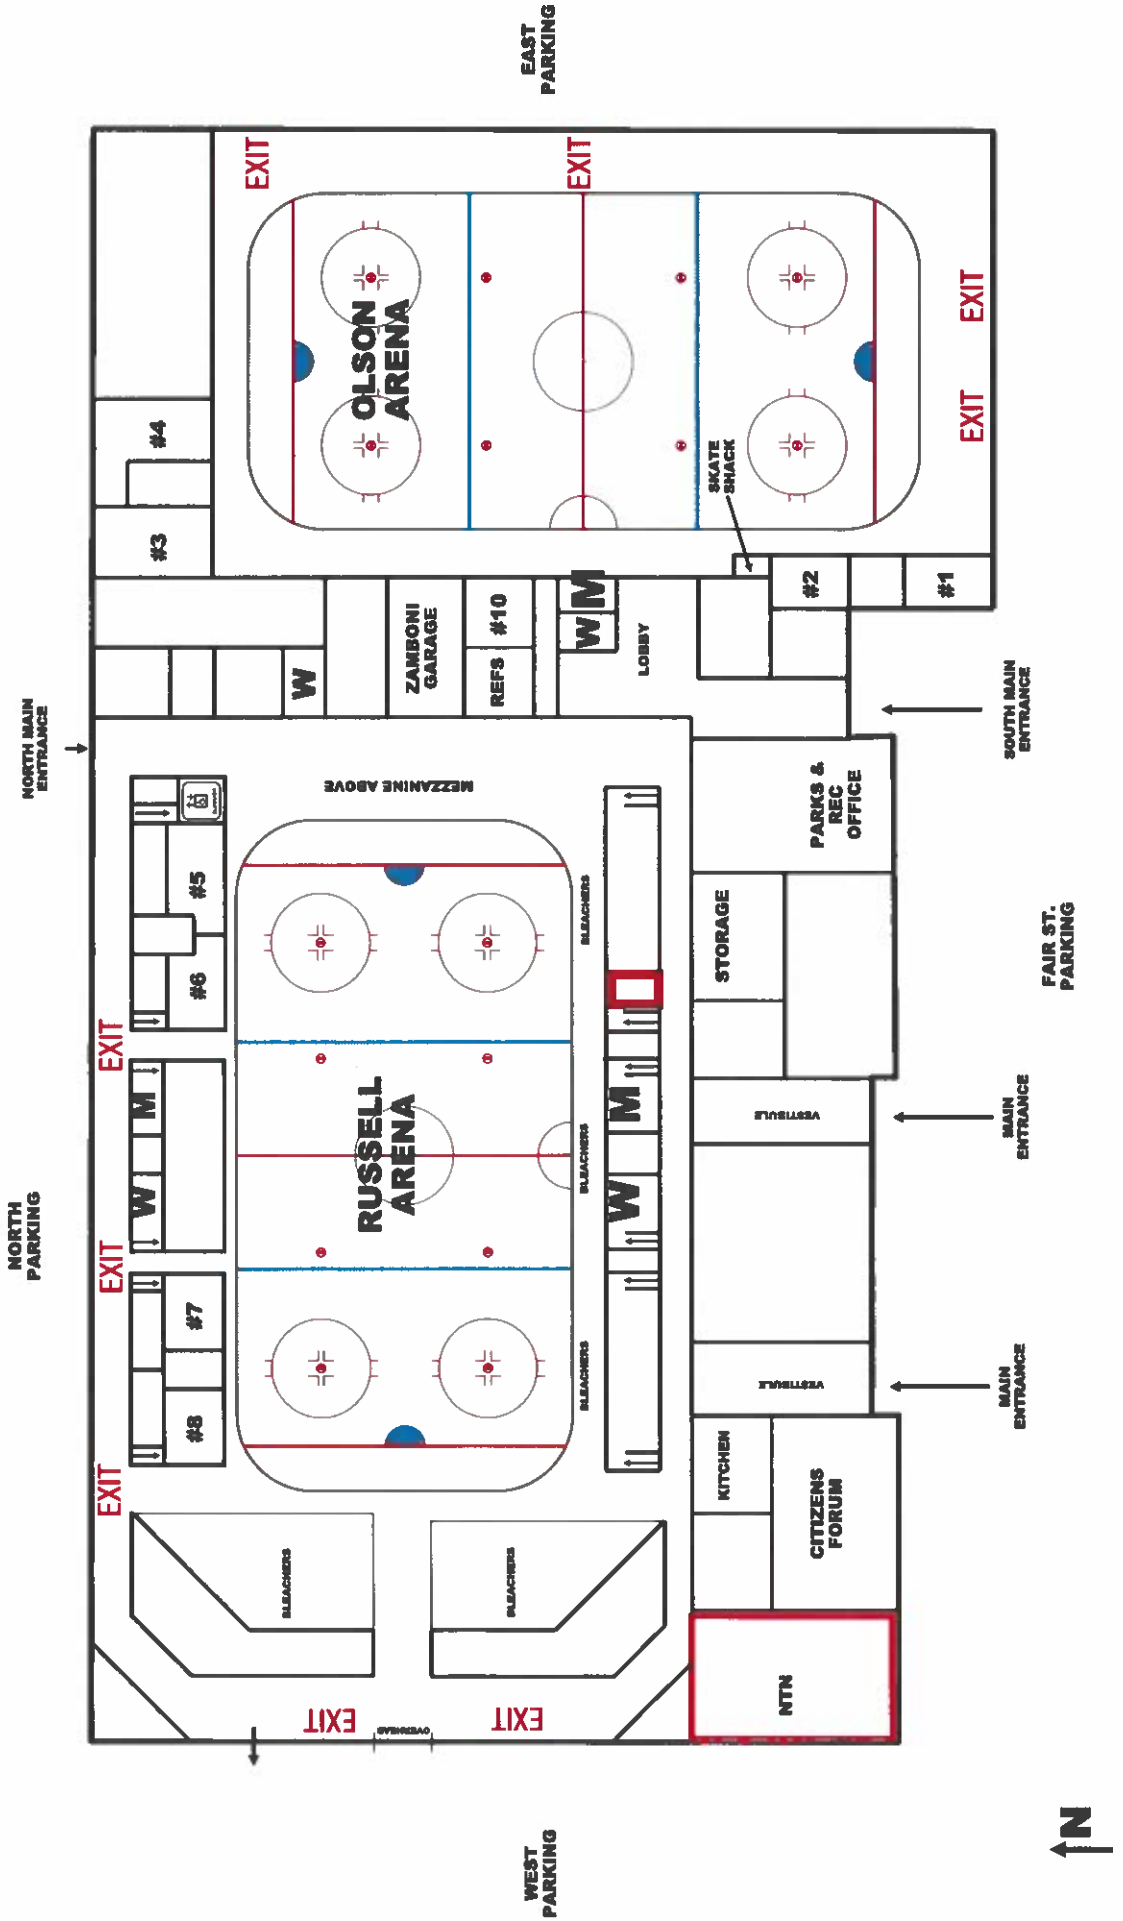 NORTH
PARKING
NORTH MAIN
ENTRANCE
EXIT
EXIT
EXIT
W
M
#8
#7
#6
#5
#3
#4
EXIT
BLEACHERS
EXIT
W
RUSSELL
ARENA
MEZZANINE ABOVE
ZAMBONI
GARAGE
OLSON
ARENA
OVERHEAD
EXIT
BLEACHERS
REFS
#10
EXIT
WEST
PARKING
EAST
PARKING
BLEACHERS
BLEACHERS
BLEACHERS
W
M
W
M
LOBBY
SKATE
SHACK
KITCHEN
STORAGE
NTN
CITIZENS
FORUM
VESTIBULE
VESTIBULE
PARKS &
REC
OFFICE
#2
#1
EXIT
EXIT
MAIN
ENTRANCE
MAIN
ENTRANCE
SOUTH MAIN
ENTRANCE
FAIR ST.
PARKING
N